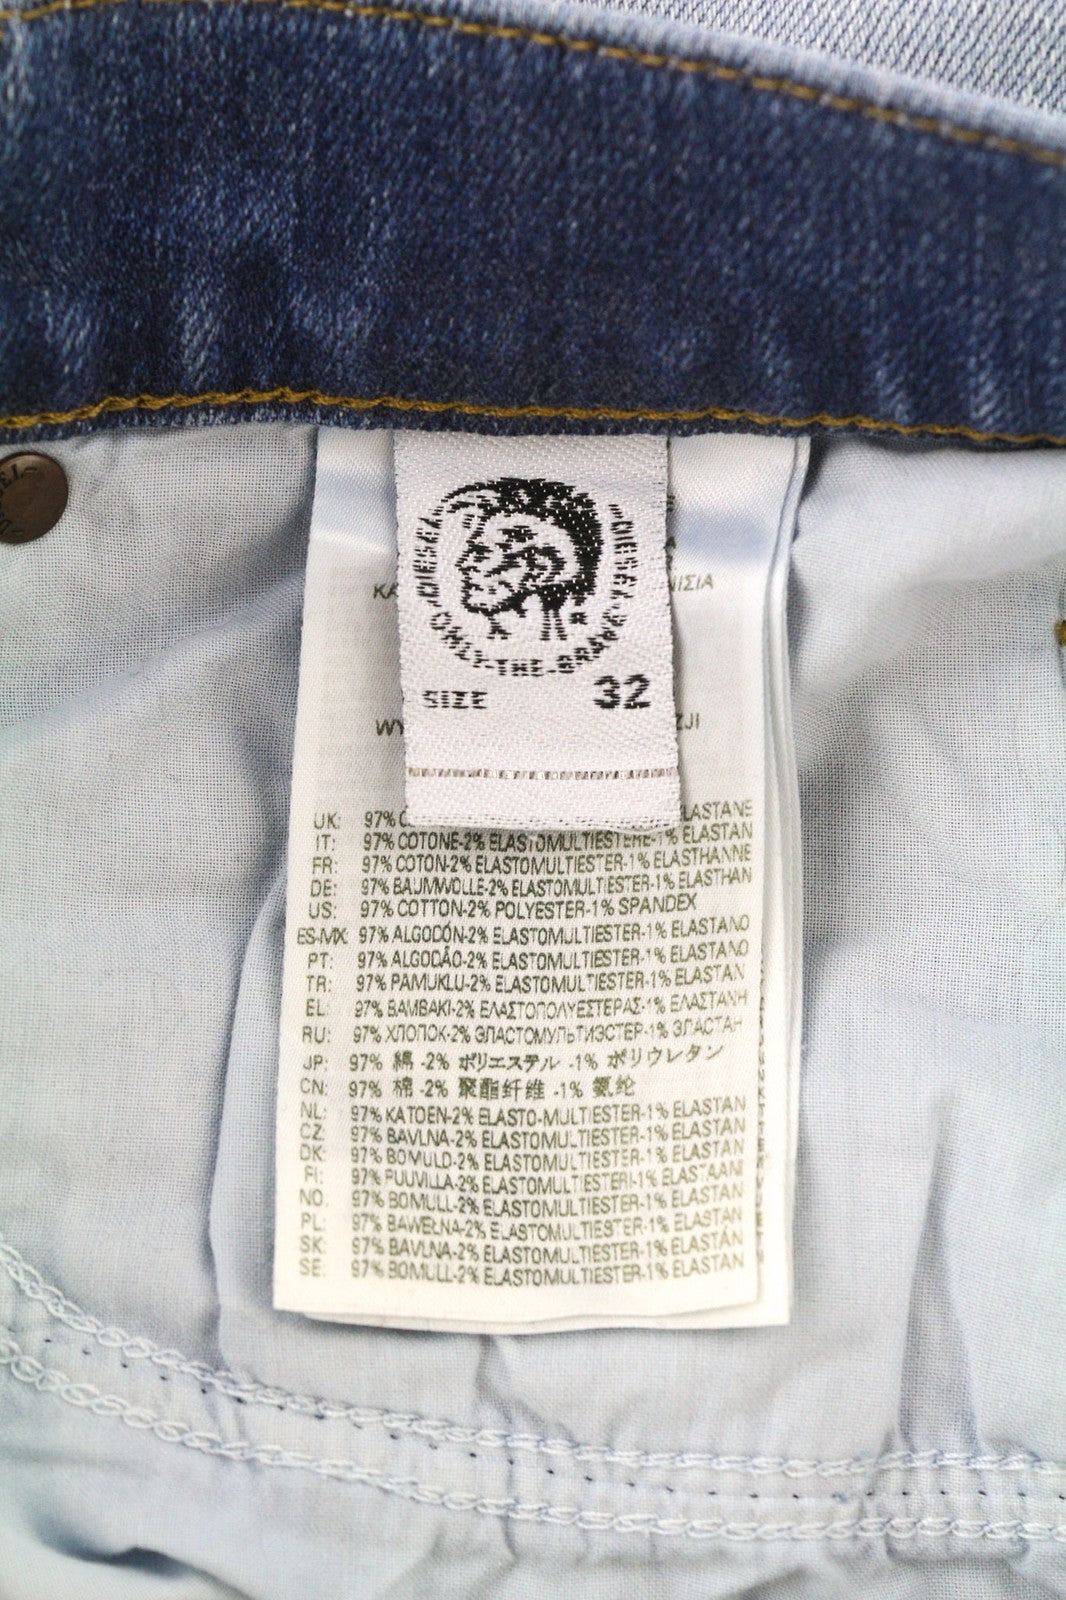 DIESEL
DIESEL
DIESEL
ONLY-THE-BRAVE
ΚΑ ΝΙΣΙΑ
SIZE 32
WY ZJI
UK: 97% C LASTANE
IT: 97% COTONE-2% ELASTOMULTIESTERE-1% ELASTAN
FR: 97% COTON-2% ELASTOMULTIESTER-1% ELASTHANNE
DE: 97% BAUMWOLLE-2% ELASTOMULTIESTER-1% ELASTHAN
US: 97% COTTON-2% POLYESTER-1% SPANDEX
ES-MX: 97% ALGODÓN-2% ELASTOMULTIESTER-1% ELASTANO
PT: 97% ALGODÃO-2% ELASTOMULTIESTER-1% ELASTANO
TR: 97% PAMUKLU-2% ELASTOMULTIESTER-1% ELASTAN
EL: 97% ΒΑΜΒΑΚΙ-2% ΕΛΑΣΤΟΠΟΛΥΕΣΤΕΡΑΣ-1% ΕΛΑΣΤΑΝΗ
RU: 97% ХЛОПОК-2% ЭЛАСТОМУЛЬТИЭСТЕР-1% ЭЛАСТАН
JP: 97% 綿 -2% ポリエステル -1% ポリウレタン
CN: 97% 棉 -2% 聚酯纤维 -1% 氨纶
NL: 97% KATOEN-2% ELASTO-MULTIESTER-1% ELASTAN
CZ: 97% BAVLNA-2% ELASTOMULTIESTER-1% ELASTAN
DK: 97% BOMULD-2% ELASTOMULTIESTER-1% ELASTAN
FI: 97% PUUVILLA-2% ELASTOMULTIESTERI-1% ELASTAANI
NO: 97% BOMULL-2% ELASTOMULTIESTER-1% ELASTAN
PL: 97% BAWEŁNA-2% ELASTOMULTIESTER-1% ELASTAN
SK: 97% BAVLNA-2% ELASTOMULTIESTER-1% ELASTAN
SE: 97% BOMULL-2% ELASTOMULTIESTER-1% ELASTAN